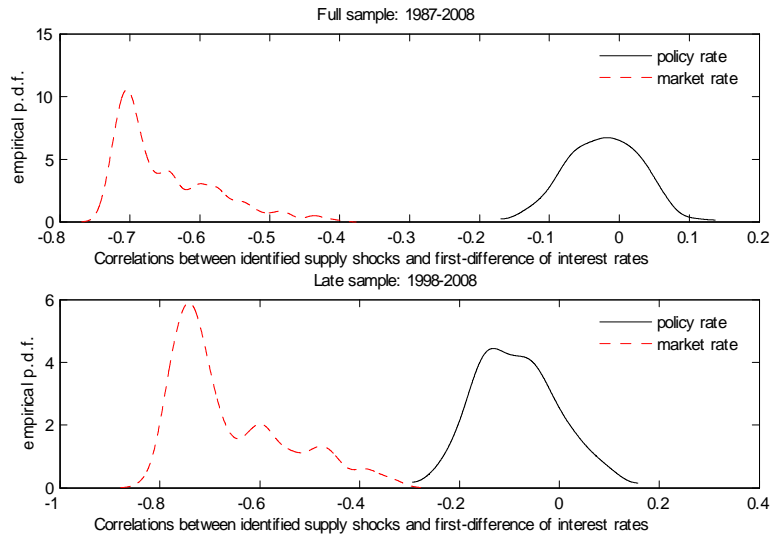 Full sample: 1987-2008
15
10
5
0
empirical p.d.f.
policy rate
market rate
-0.8 -0.7 -0.6 -0.5 -0.4 -0.3 -0.2 -0.1 0 0.1 0.2
Correlations between identified supply shocks and first-difference of interest rates
Late sample: 1998-2008
6
4
2
0
empirical p.d.f.
policy rate
market rate
-1 -0.8 -0.6 -0.4 -0.2 0 0.2 0.4
Correlations between identified supply shocks and first-difference of interest rates